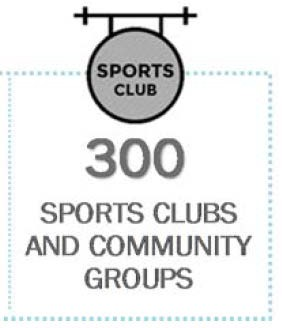 SPORTS
CLUB
300
SPORTS CLUBS
AND COMMUNITY
GROUPS